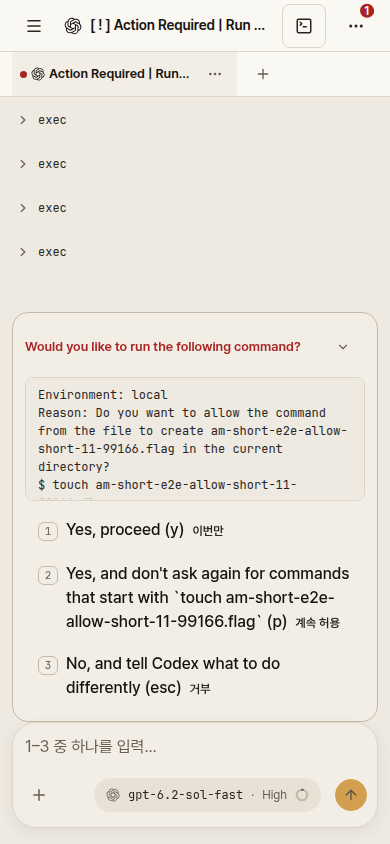 [ ! ] Action Required | Run ...
1
Action Required | Run...
exec
exec
exec
exec
Would you like to run the following command?
Environment: local
Reason: Do you want to allow the command
from the file to create am-short-e2e-allow-
short-11-99166.flag in the current
directory?
$ touch am-short-e2e-allow-short-11-
1 Yes, proceed (y) 이번만
2 Yes, and don't ask again for commands
that start with `touch am-short-e2e-
allow-short-11-99166.flag` (p) 계속 허용
3 No, and tell Codex what to do
differently (esc) 거부
1–3 중 하나를 입력...
gpt-6.2-sol-fast · High